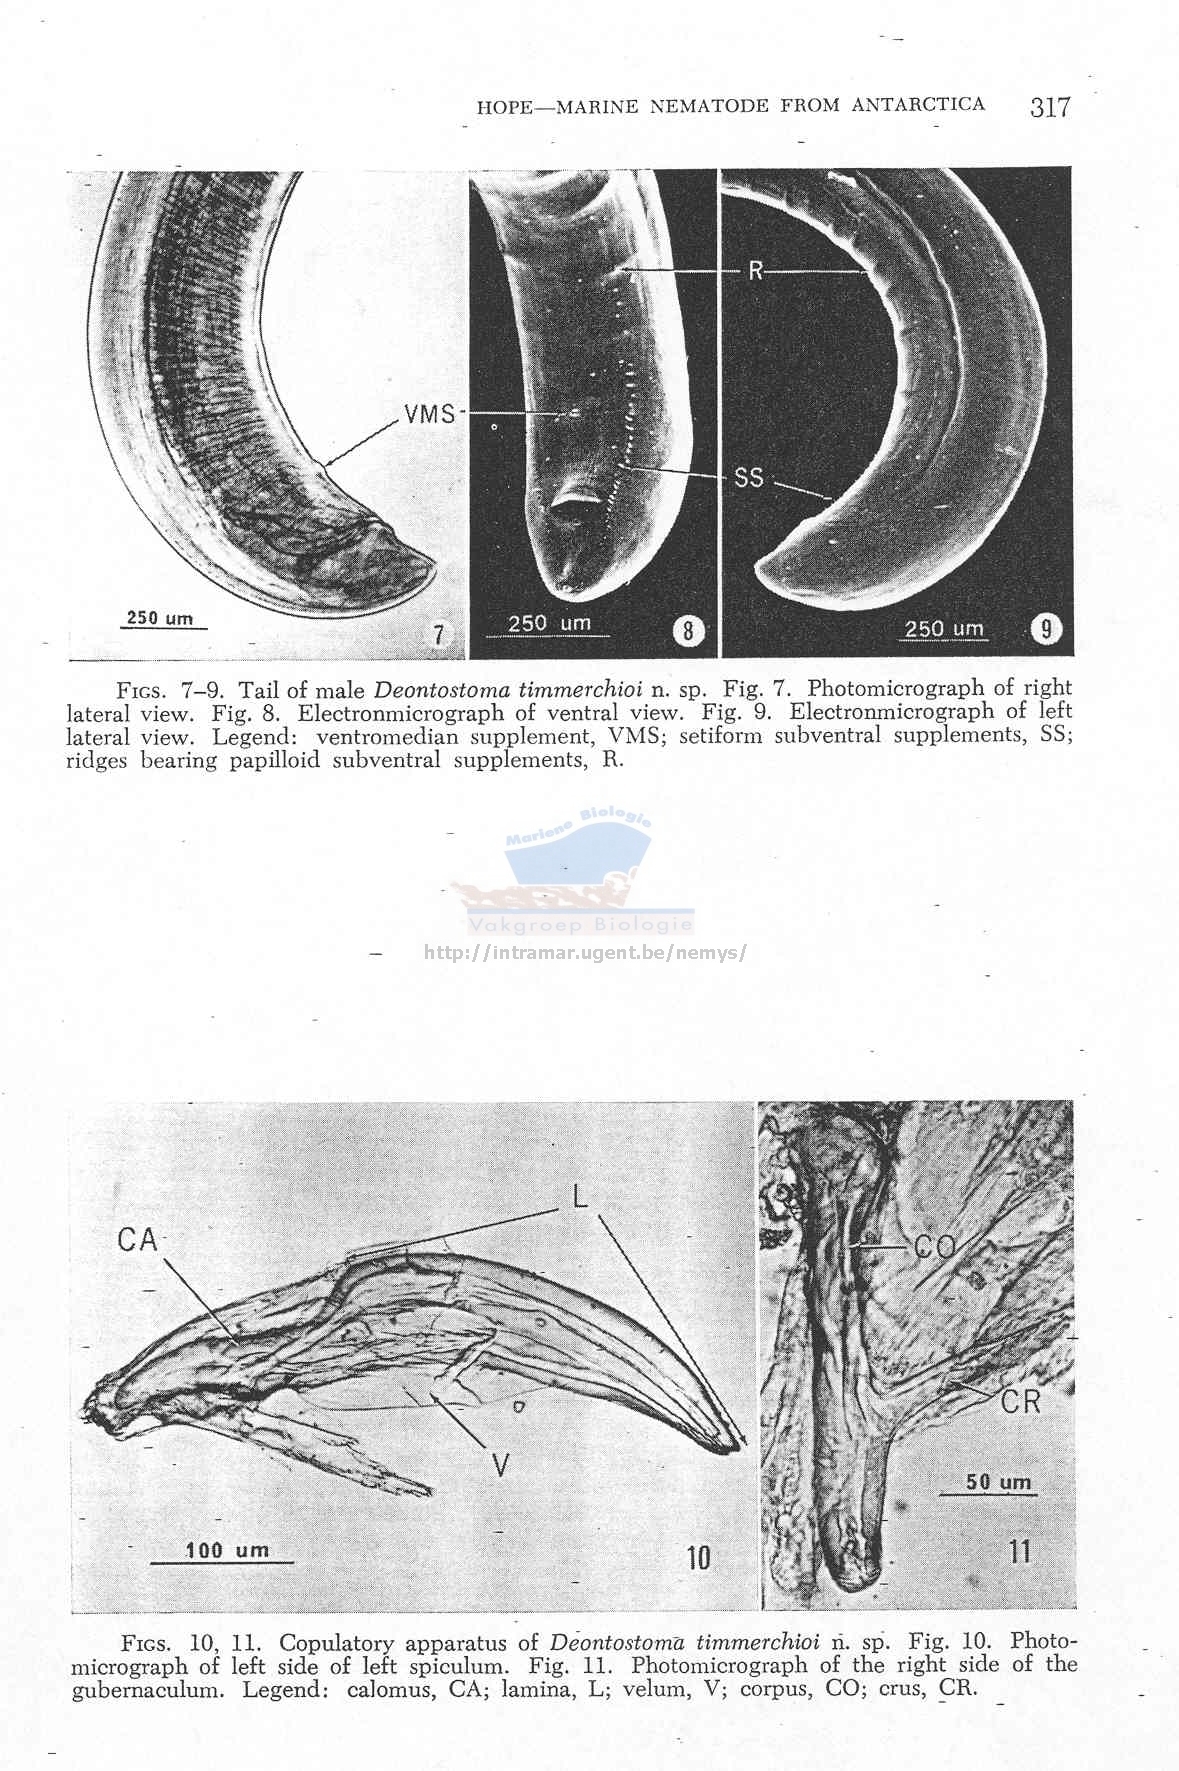 HOPE—MARINE NEMATODE FROM ANTARCTICA 317
R
VMS
SS
250 um
7
250 um
8
250 um
9
FIGS. 7–9. Tail of male Deontostoma timmerchioi n. sp. Fig. 7. Photomicrograph of right
lateral view. Fig. 8. Electronmicrograph of ventral view. Fig. 9. Electronmicrograph of left
lateral view. Legend: ventromedian supplement, VMS; setiform subventral supplements, SS;
ridges bearing papilloid subventral supplements, R.
Mariene Biologie
Vakgroep Biologie
http://intramar.ugent.be/nemys/
L
CA
CO
CR
V
50 um
100 um
10
11
FIGS. 10, 11. Copulatory apparatus of Deontostoma timmerchioi n. sp. Fig. 10. Photo-
micrograph of left side of left spiculum. Fig. 11. Photomicrograph of the right side of the
gubernaculum. Legend: calomus, CA; lamina, L; velum, V; corpus, CO; crus, CR.